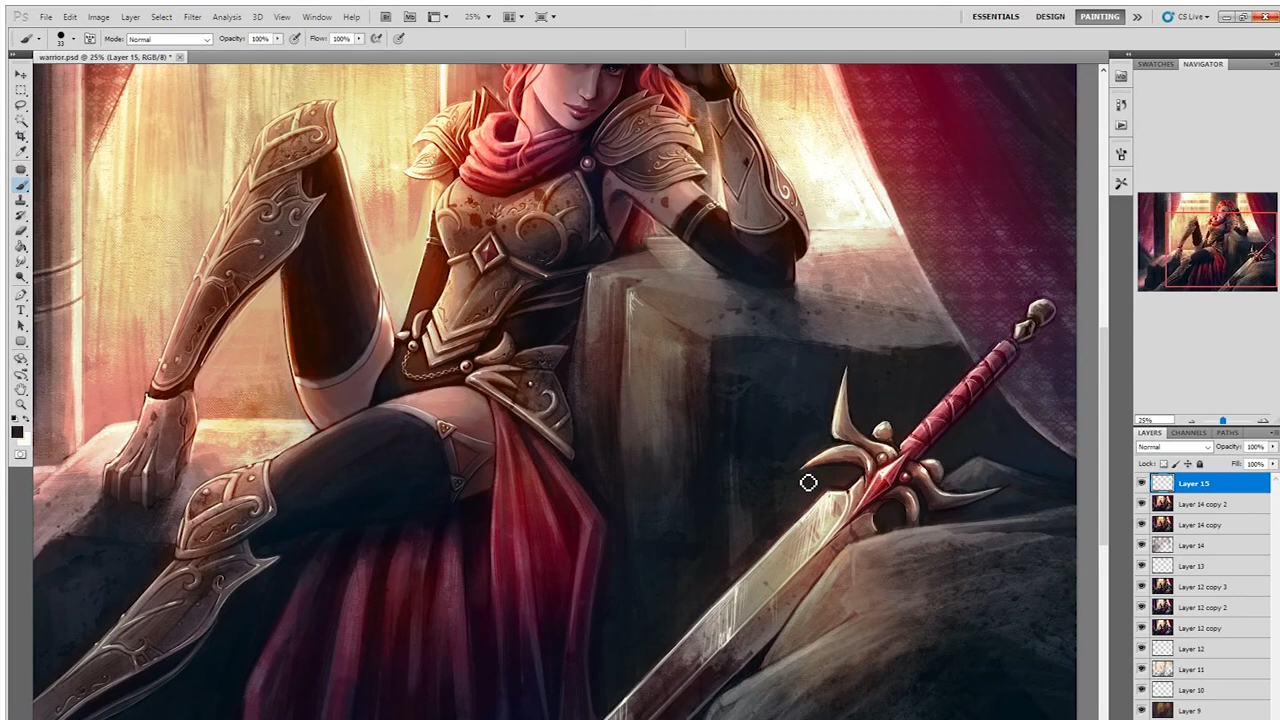 Ps File Edit Image Layer Select Filter Analysis 3D View Window Help Br Mb 25% ESSENTIALS DESIGN PAINTING CS Live
33 Mode: Normal Opacity: 100% Flow: 100%
warrior.psd @ 25% (Layer 15, RGB/8) *
SWATCHES NAVIGATOR
25%
LAYERS CHANNELS PATHS
Normal Opacity: 100%
Lock: Fill: 100%
Layer 15
Layer 14 copy 2
Layer 14 copy
Layer 14
Layer 13
Layer 12 copy 3
Layer 12 copy 2
Layer 12 copy
Layer 12
Layer 11
Layer 10
Layer 9